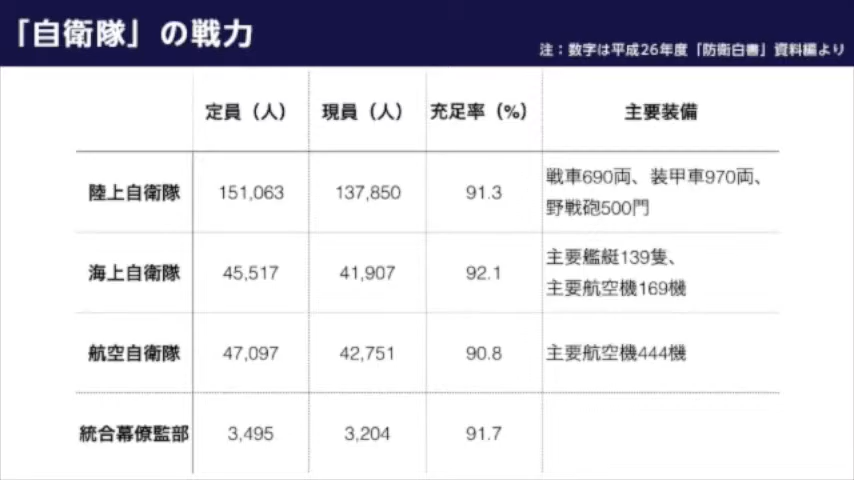 「自衛隊」の戦力
注：数字は平成26年度「防衛白書」資料編より
定員（人） 現員（人） 充足率（%） 主要装備
陸上自衛隊 151,063 137,850 91.3 戦車690両、装甲車970両、
野戦砲500門
海上自衛隊 45,517 41,907 92.1 主要艦艇139隻、
主要航空機169機
航空自衛隊 47,097 42,751 90.8 主要航空機444機
統合幕僚監部 3,495 3,204 91.7